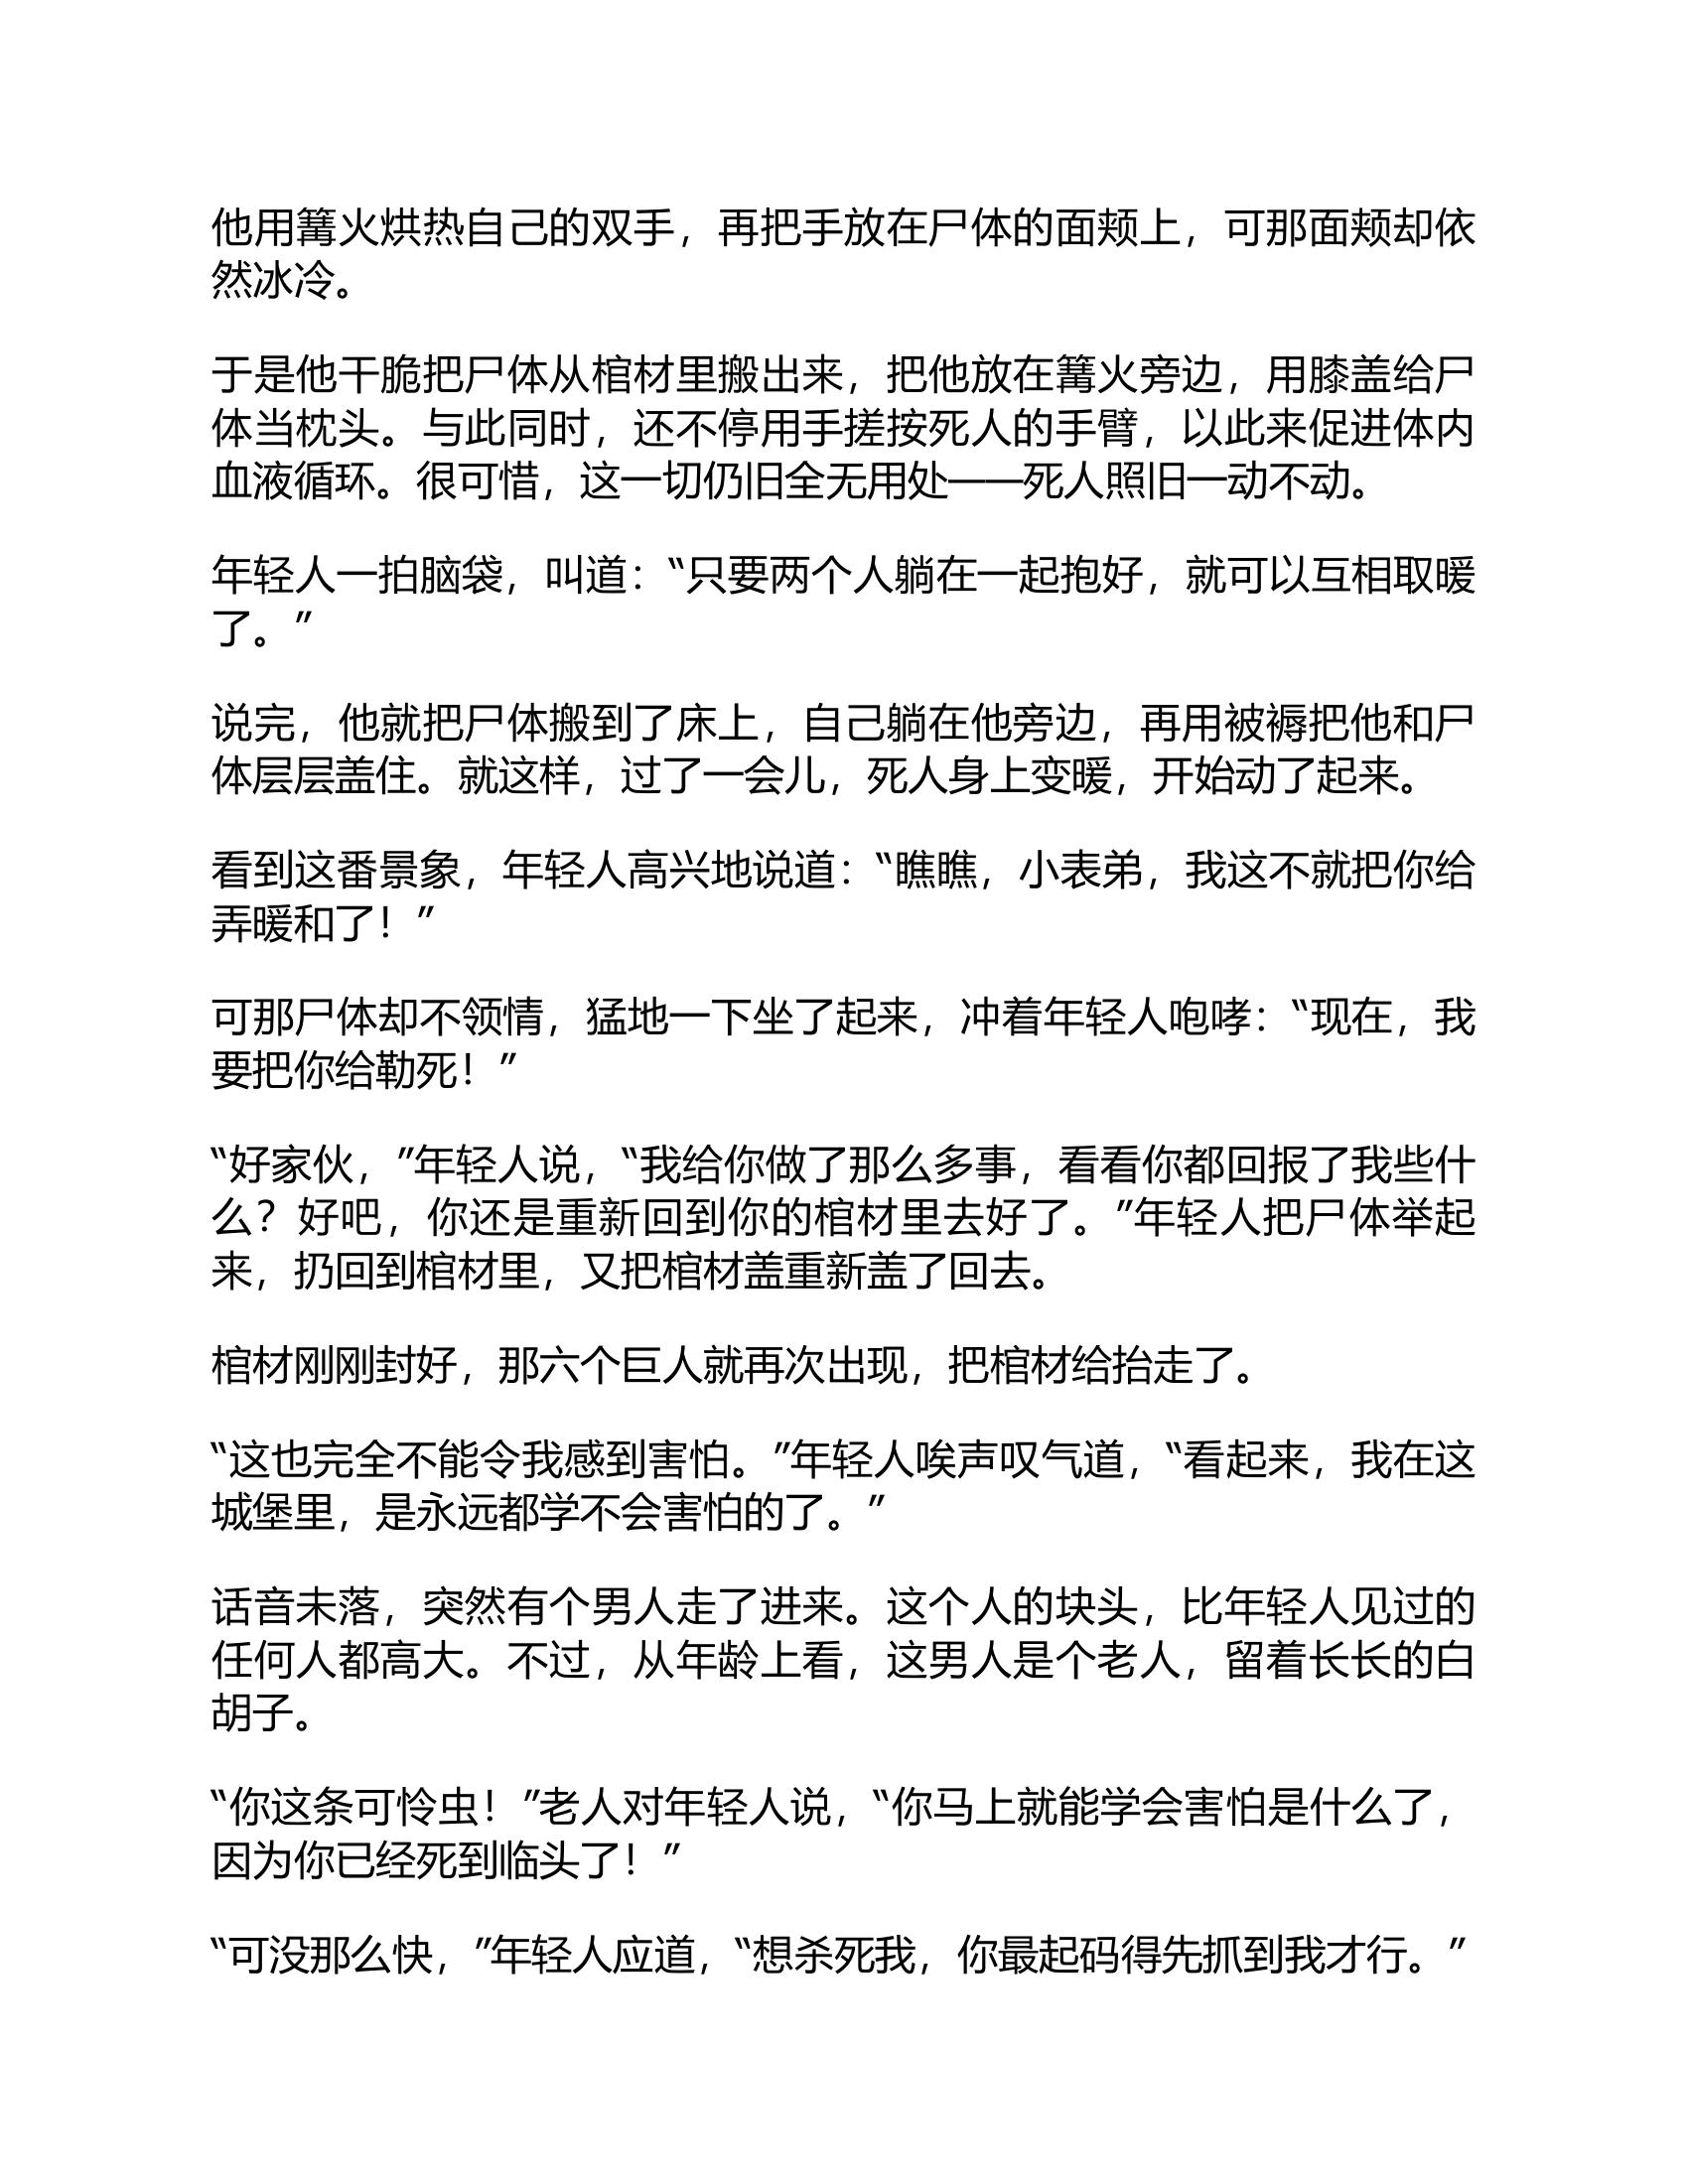 他用篝火烘热自己的双手，再把手放在尸体的面颊上，可那面颊却依
然冰冷。
于是他干脆把尸体从棺材里搬出来，把他放在篝火旁边，用膝盖给尸
体当枕头。与此同时，还不停用手搓按死人的手臂，以此来促进体内
血液循环。很可惜，这一切仍旧全无用处——死人照旧一动不动。
年轻人一拍脑袋，叫道：“只要两个人躺在一起抱好，就可以互相取暖
了。”
说完，他就把尸体搬到了床上，自己躺在他旁边，再用被褥把他和尸
体层层盖住。就这样，过了一会儿，死人身上变暖，开始动了起来。
看到这番景象，年轻人高兴地说道：“瞧瞧，小表弟，我这不就把你给
弄暖和了！”
可那尸体却不领情，猛地一下坐了起来，冲着年轻人咆哮：“现在，我
要把你给勒死！”
“好家伙，”年轻人说，“我给你做了那么多事，看看你都回报了我些什
么？好吧，你还是重新回到你的棺材里去好了。”年轻人把尸体举起
来，扔回到棺材里，又把棺材盖重新盖了回去。
棺材刚刚封好，那六个巨人就再次出现，把棺材给抬走了。
“这也完全不能令我感到害怕。”年轻人唉声叹气道，“看起来，我在这
城堡里，是永远都学不会害怕的了。”
话音未落，突然有个男人走了进来。这个人的块头，比年轻人见过的
任何人都高大。不过，从年龄上看，这男人是个老人，留着长长的白
胡子。
“你这条可怜虫！”老人对年轻人说，“你马上就能学会害怕是什么了，
因为你已经死到临头了！”
“可没那么快，”年轻人应道，“想杀死我，你最起码得先抓到我才行。”